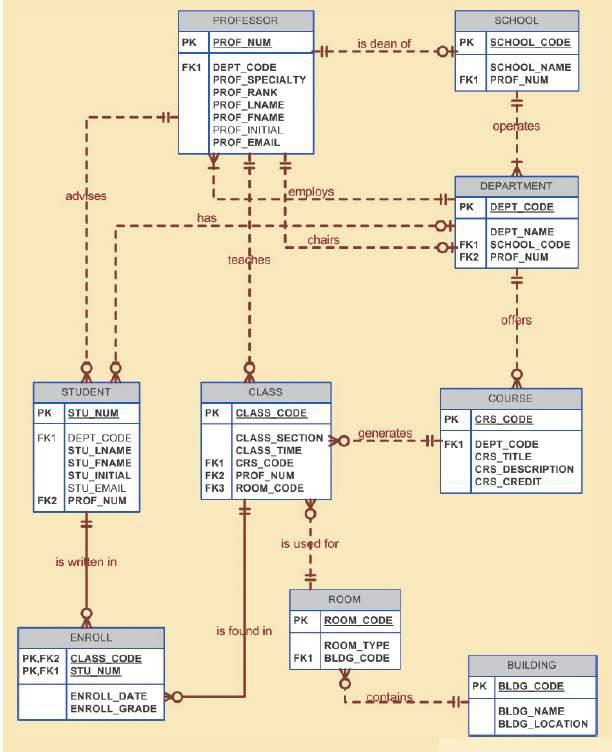 PROFESSOR
PK PROF_NUM
FK1 DEPT_CODE
PROF_SPECIALTY
PROF_RANK
PROF_LNAME
PROF_FNAME
PROF_INITIAL
PROF_EMAIL
is dean of
SCHOOL
PK SCHOOL_CODE
SCHOOL_NAME
FK1 PROF_NUM
operates
advises
employs
has
chairs
teaches
DEPARTMENT
PK DEPT_CODE
DEPT_NAME
FK1 SCHOOL_CODE
FK2 PROF_NUM
offers
STUDENT
PK STU_NUM
FK1 DEPT_CODE
STU_LNAME
STU_FNAME
STU_INITIAL
STU_EMAIL
FK2 PROF_NUM
CLASS
PK CLASS_CODE
CLASS_SECTION
CLASS_TIME
FK1 CRS_CODE
FK2 PROF_NUM
FK3 ROOM_CODE
generates
COURSE
PK CRS_CODE
FK1 DEPT_CODE
CRS_TITLE
CRS_DESCRIPTION
CRS_CREDIT
is written in
is used for
is found in
ENROLL
PK,FK2 CLASS_CODE
PK,FK1 STU_NUM
ENROLL_DATE
ENROLL_GRADE
ROOM
PK ROOM_CODE
ROOM_TYPE
FK1 BLDG_CODE
contains
BUILDING
PK BLDG_CODE
BLDG_NAME
BLDG_LOCATION